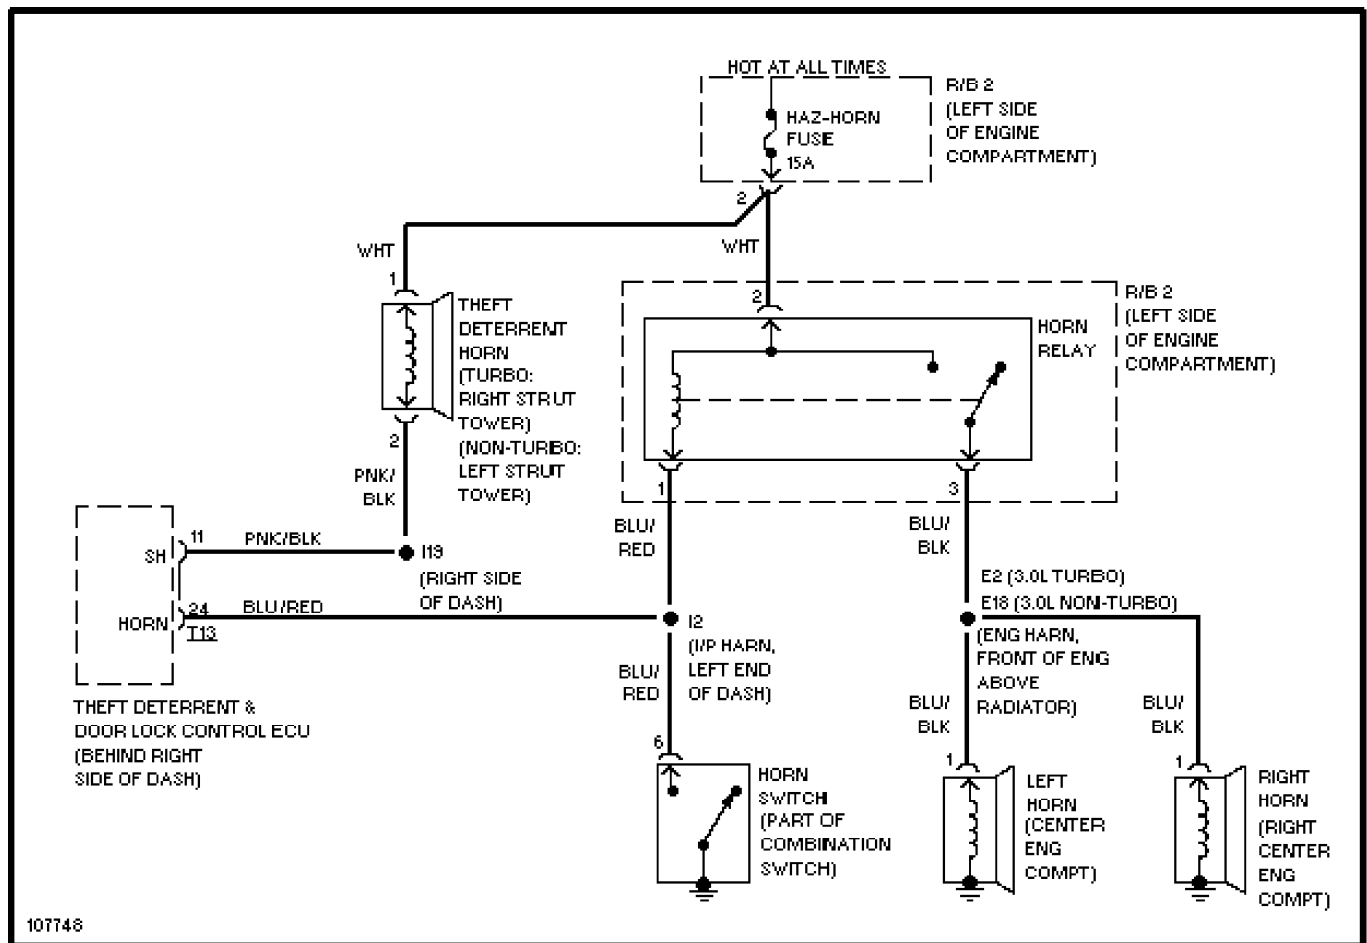 HOT AT ALL TIMES
R/B 2
(LEFT SIDE
OF ENGINE
COMPARTMENT)
HAZ-HORN
FUSE
15A
2
WHT
WHT
1
THEFT
DETERRENT
HORN
(TURBO:
RIGHT STRUT
TOWER)
(NON-TURBO:
LEFT STRUT
TOWER)
2
PNK/
BLK
2
HORN
RELAY
R/B 2
(LEFT SIDE
OF ENGINE
COMPARTMENT)
1
3
BLU/
RED
BLU/
BLK
SH
11
PNK/BLK
I19
(RIGHT SIDE
OF DASH)
HORN
24
BLU/RED
T13
THEFT DETERRENT &
DOOR LOCK CONTROL ECU
(BEHIND RIGHT
SIDE OF DASH)
I2
(I/P HARN,
LEFT END
OF DASH)
BLU/
RED
E2 (3.0L TURBO)
E18 (3.0L NON-TURBO)
(ENG HARN,
FRONT OF ENG
ABOVE
RADIATOR)
BLU/
BLK
BLU/
BLK
6
HORN
SWITCH
(PART OF
COMBINATION
SWITCH)
1
LEFT
HORN
(CENTER
ENG
COMPT)
1
RIGHT
HORN
(RIGHT
CENTER
ENG
COMPT)
107748